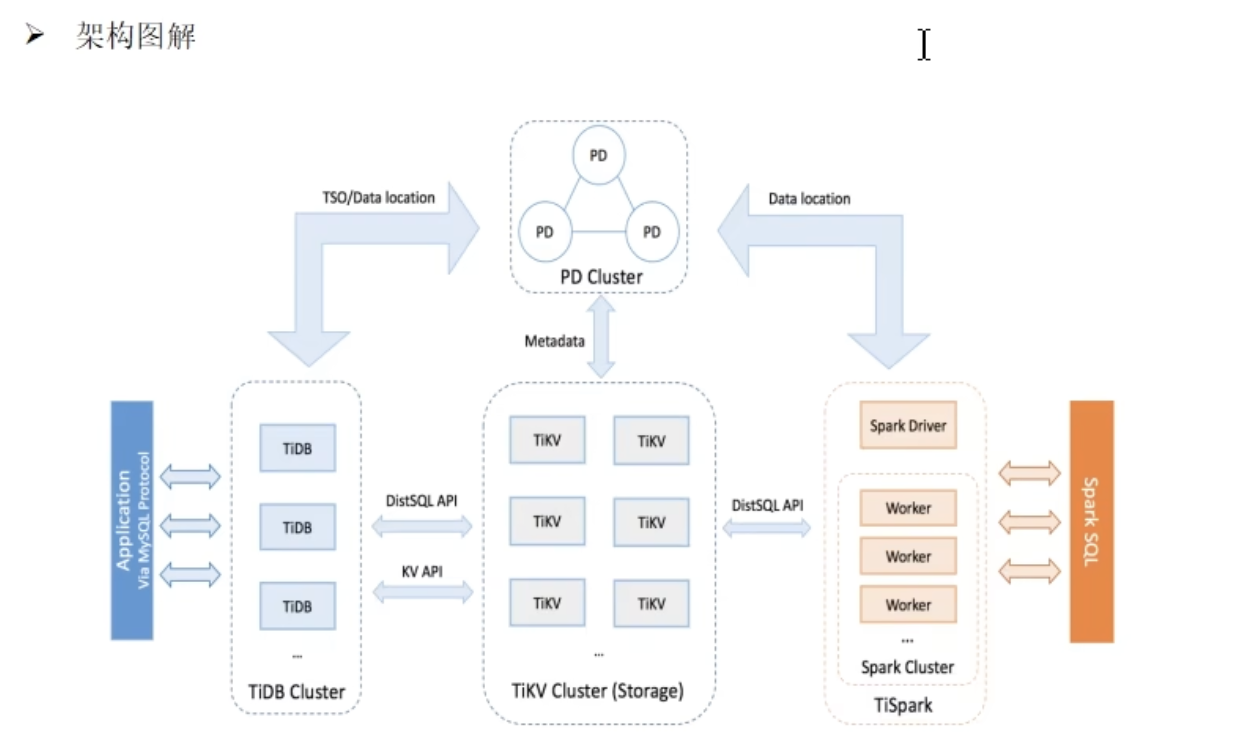 ➢ 架构图解
PD
TSO/Data location
Data location
PD
PD
PD Cluster
Metadata
Application
Via MySQL Protocol
TiDB
TiDB
TiDB
...
TiDB Cluster
DistSQL API
KV API
TiKV
TiKV
TiKV
TiKV
TiKV
TiKV
...
TiKV Cluster (Storage)
DistSQL API
Spark Driver
Worker
Worker
Worker
...
Spark Cluster
TiSpark
Spark SQL